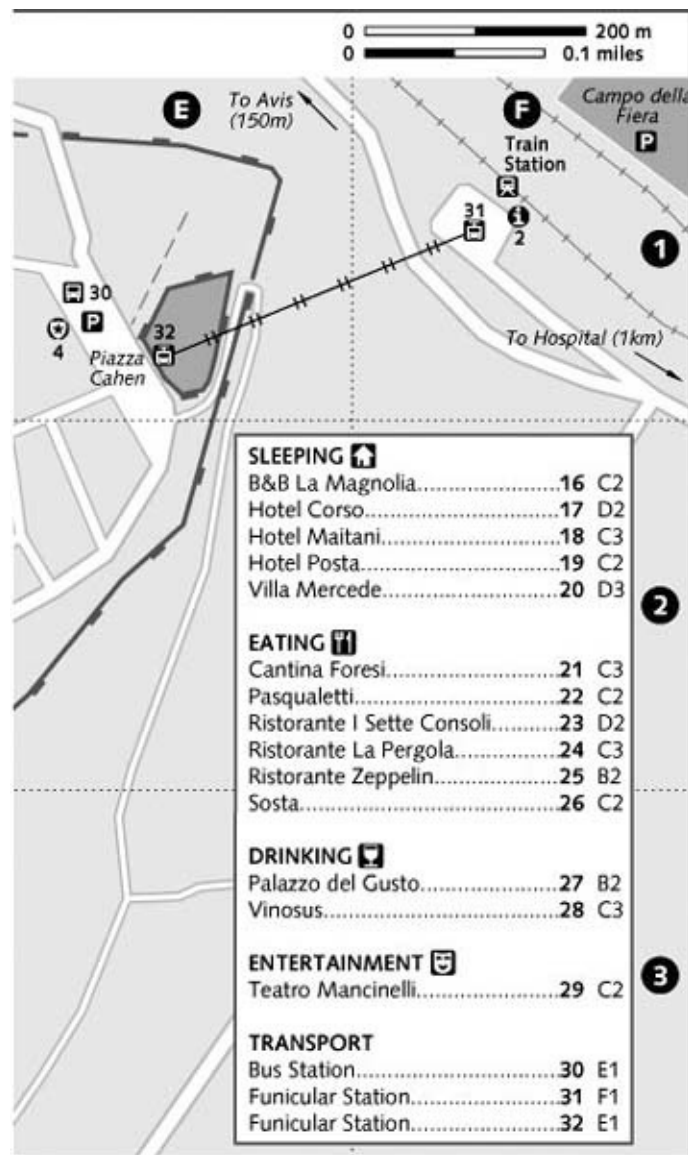 0 200 m
0 0.1 miles
E
To Avis
(150m)
F
Campo della
Fiera
P
Train
Station
31
2
1
30
P
4
32
Piazza
Cahen
To Hospital (1km)
SLEEPING
B&B La Magnolia 16 C2
Hotel Corso 17 D2
Hotel Maitani 18 C3
Hotel Posta 19 C2
Villa Mercede 20 D3
2
EATING
Cantina Foresi 21 C3
Pasqualetti 22 C2
Ristorante I Sette Consoli 23 D2
Ristorante La Pergola 24 C3
Ristorante Zeppelin 25 B2
Sosta 26 C2
DRINKING
Palazzo del Gusto 27 B2
Vinosus 28 C3
ENTERTAINMENT
3
Teatro Mancinelli 29 C2
TRANSPORT
Bus Station 30 E1
Funicular Station 31 F1
Funicular Station 32 E1